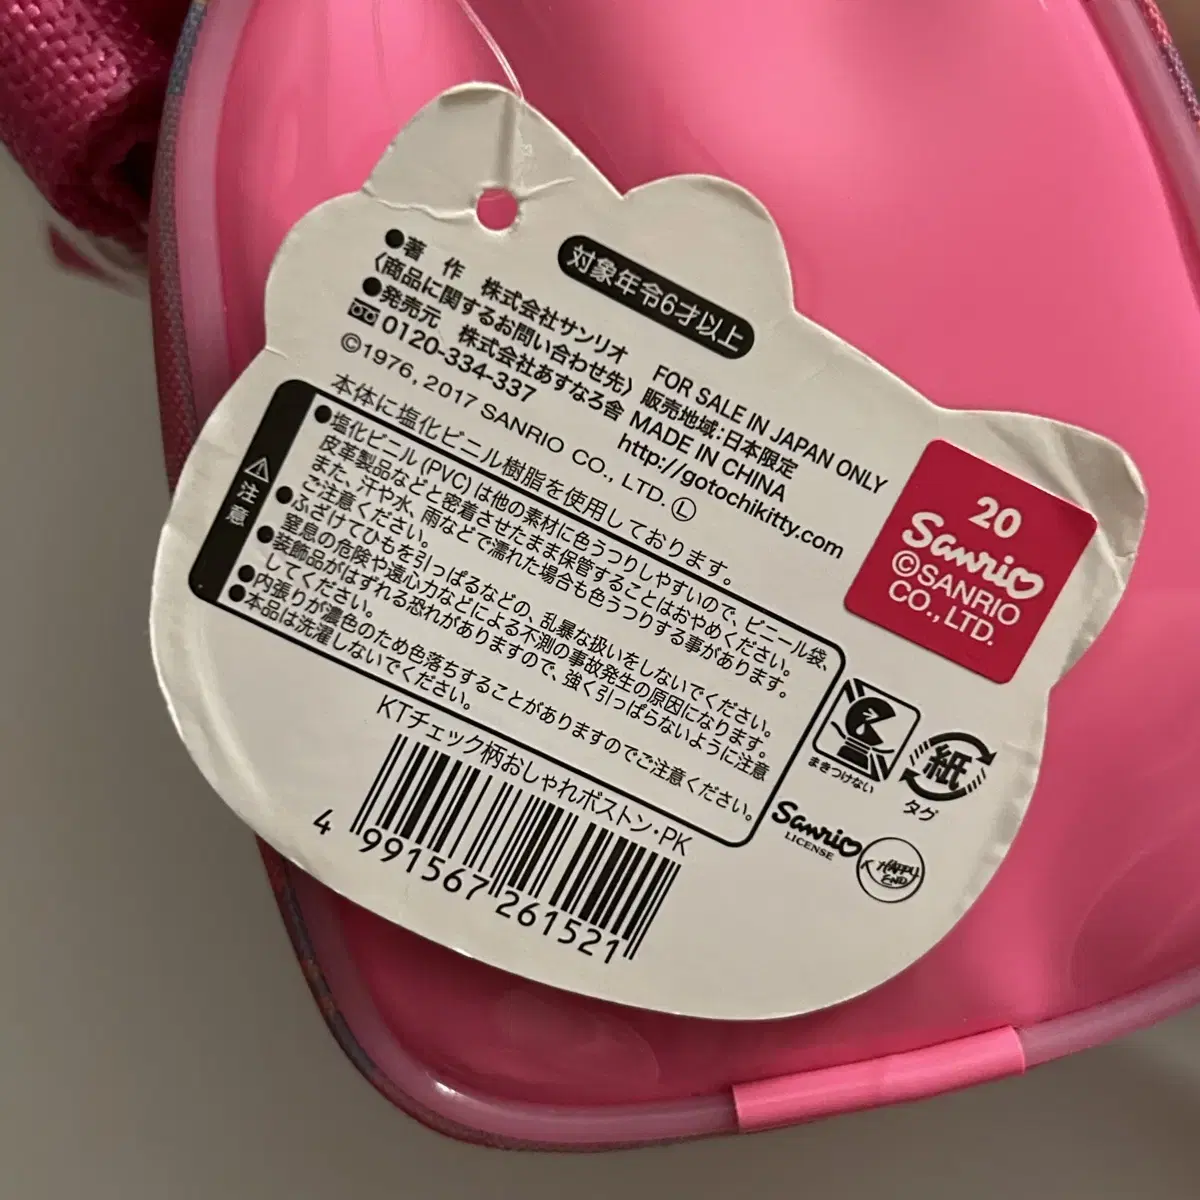 対象年令6才以上
●著　作　株式会社サンリオ
〈商品に関するお問い合わせ先〉
●発売元　株式会社あすなろ舎
0120-334-337
©1976, 2017 SANRIO CO., LTD. Ⓛ
FOR SALE IN JAPAN ONLY
販売地域:日本限定
MADE IN CHINA
http://gotochikitty.com
本体に塩化ビニル樹脂を使用しております。
注意
●塩化ビニル(PVC)は他の素材に色うつりしやすいので、ビニール袋、
皮革製品などと密着させたまま保管することはおやめください。
また、汗や水、雨などで濡れた場合も色うつりする事があります。
ご注意ください。
●ふざけてひもを引っぱるなどの、乱暴な扱いをしないでください。
窒息の危険や遠心力などによる不測の事故発生の原因になります。
●装飾品がはずれる恐れがありますので、強く引っぱらないように注意
してください。
●内張りが濃色のため色落ちすることがありますのでご注意ください。
●本品は洗濯しないでください。
20
Sanrio
©SANRIO
CO., LTD.
まきつけない
紙
タグ
Sanrio
LICENSE
HAPPY
END
KTチェック柄おしゃれボストン・PK
4 991567 261521